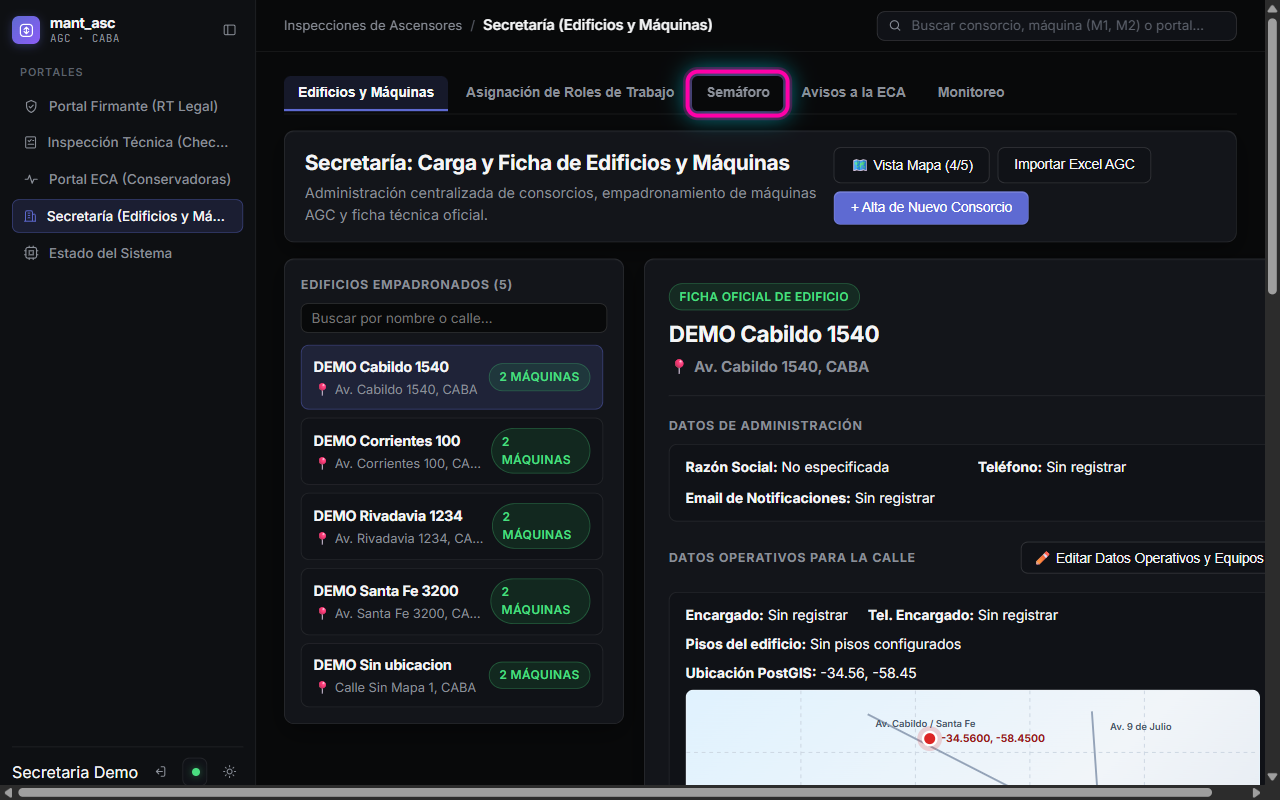 mant_asc
AGC · CABA
PORTALES
Portal Firmante (RT Legal)
Inspección Técnica (Chec...
Portal ECA (Conservadoras)
Secretaría (Edificios y Má...
Estado del Sistema
Secretaria Demo
Inspecciones de Ascensores / Secretaría (Edificios y Máquinas)
Buscar consorcio, máquina (M1, M2) o portal...
Edificios y Máquinas
Asignación de Roles de Trabajo
Semáforo
Avisos a la ECA
Monitoreo
Secretaría: Carga y Ficha de Edificios y Máquinas
Administración centralizada de consorcios, empadronamiento de máquinas
AGC y ficha técnica oficial.
Vista Mapa (4/5)
Importar Excel AGC
+ Alta de Nuevo Consorcio
EDIFICIOS EMPADRONADOS (5)
Buscar por nombre o calle...
DEMO Cabildo 1540
Av. Cabildo 1540, CABA
2 MÁQUINAS
DEMO Corrientes 100
Av. Corrientes 100, CA...
2
MÁQUINAS
DEMO Rivadavia 1234
Av. Rivadavia 1234, CA...
2
MÁQUINAS
DEMO Santa Fe 3200
Av. Santa Fe 3200, CA...
2
MÁQUINAS
DEMO Sin ubicacion
Calle Sin Mapa 1, CABA
2 MÁQUINAS
FICHA OFICIAL DE EDIFICIO
DEMO Cabildo 1540
Av. Cabildo 1540, CABA
DATOS DE ADMINISTRACIÓN
Razón Social: No especificada
Teléfono: Sin registrar
Email de Notificaciones: Sin registrar
DATOS OPERATIVOS PARA LA CALLE
Editar Datos Operativos y Equipos
Encargado: Sin registrar
Tel. Encargado: Sin registrar
Pisos del edificio: Sin pisos configurados
Ubicación PostGIS: -34.56, -58.45
Av. Cabildo / Santa Fe
Av. 9 de Julio
-34.5600, -58.4500